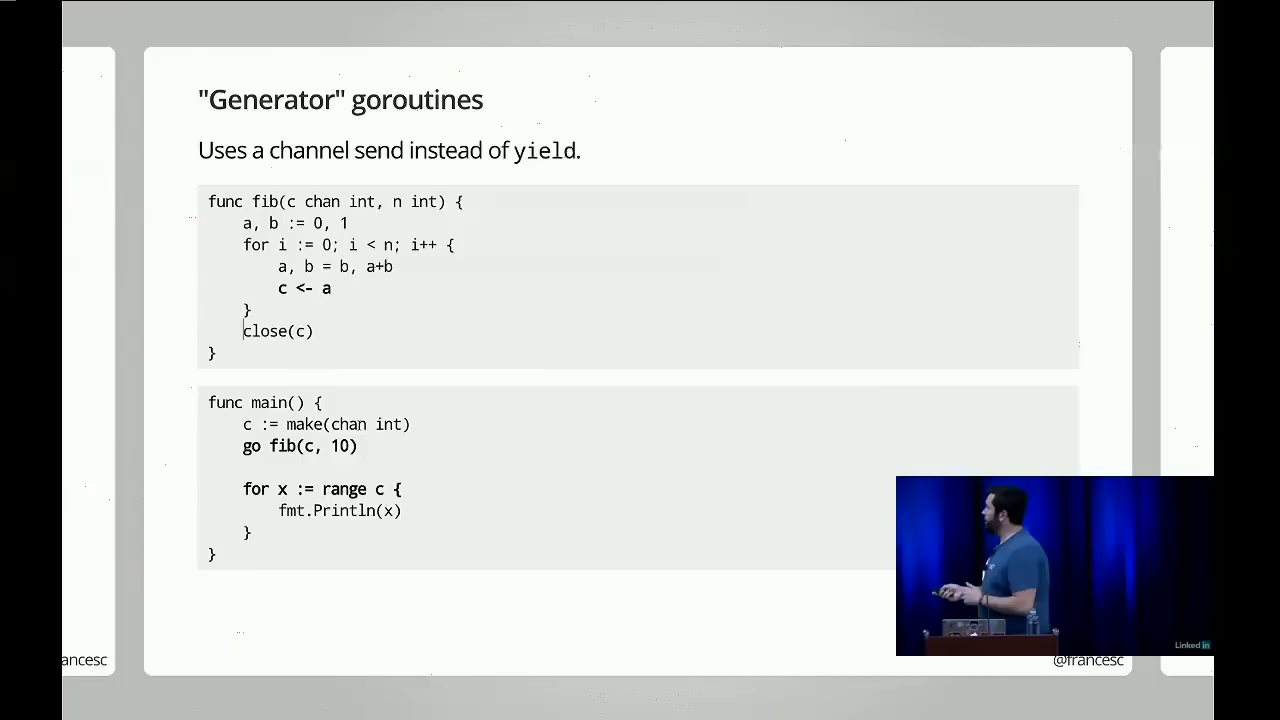 "Generator" goroutines
Uses a channel send instead of yield.
func fib(c chan int, n int) {
    a, b := 0, 1
    for i := 0; i < n; i++ {
        a, b = b, a+b
        c <- a
    }
    close(c)
}
func main() {
    c := make(chan int)
    go fib(c, 10)
    for x := range c {
        fmt.Println(x)
    }
}
Linked in
ancesc
@francesc